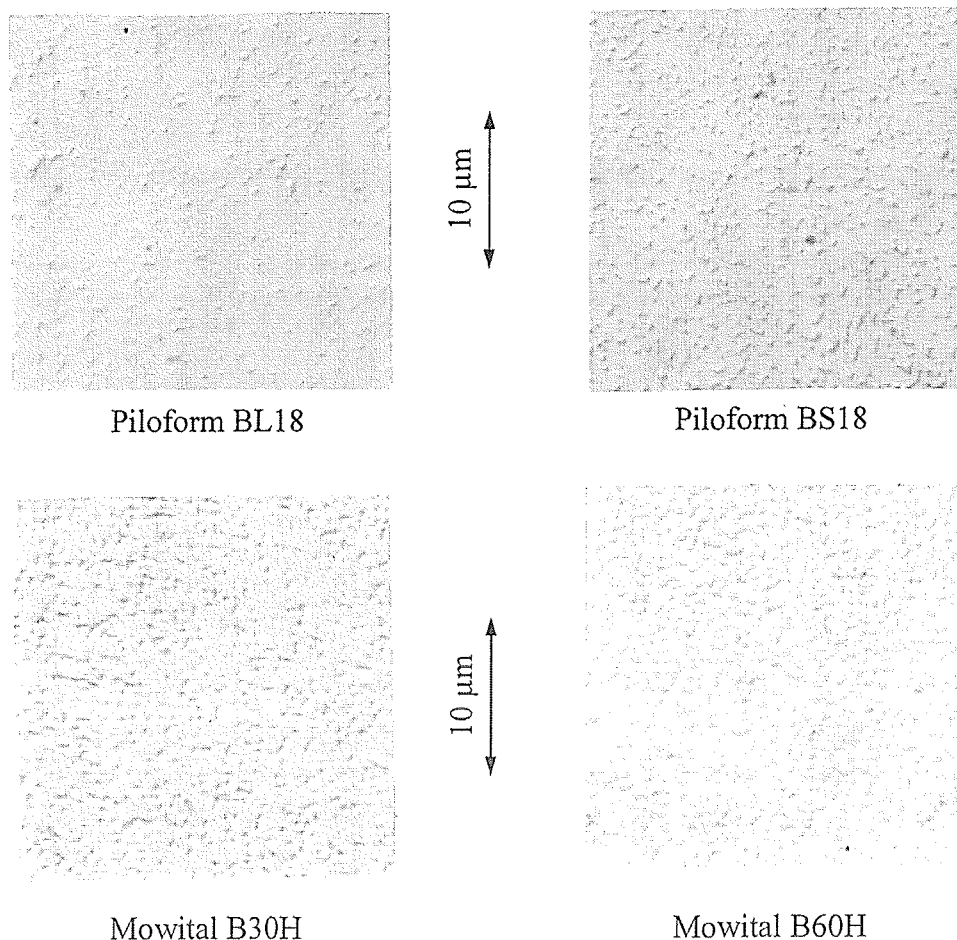 10 μm
Piloform BL18
Piloform BS18
10 μm
Mowital B30H
Mowital B60H